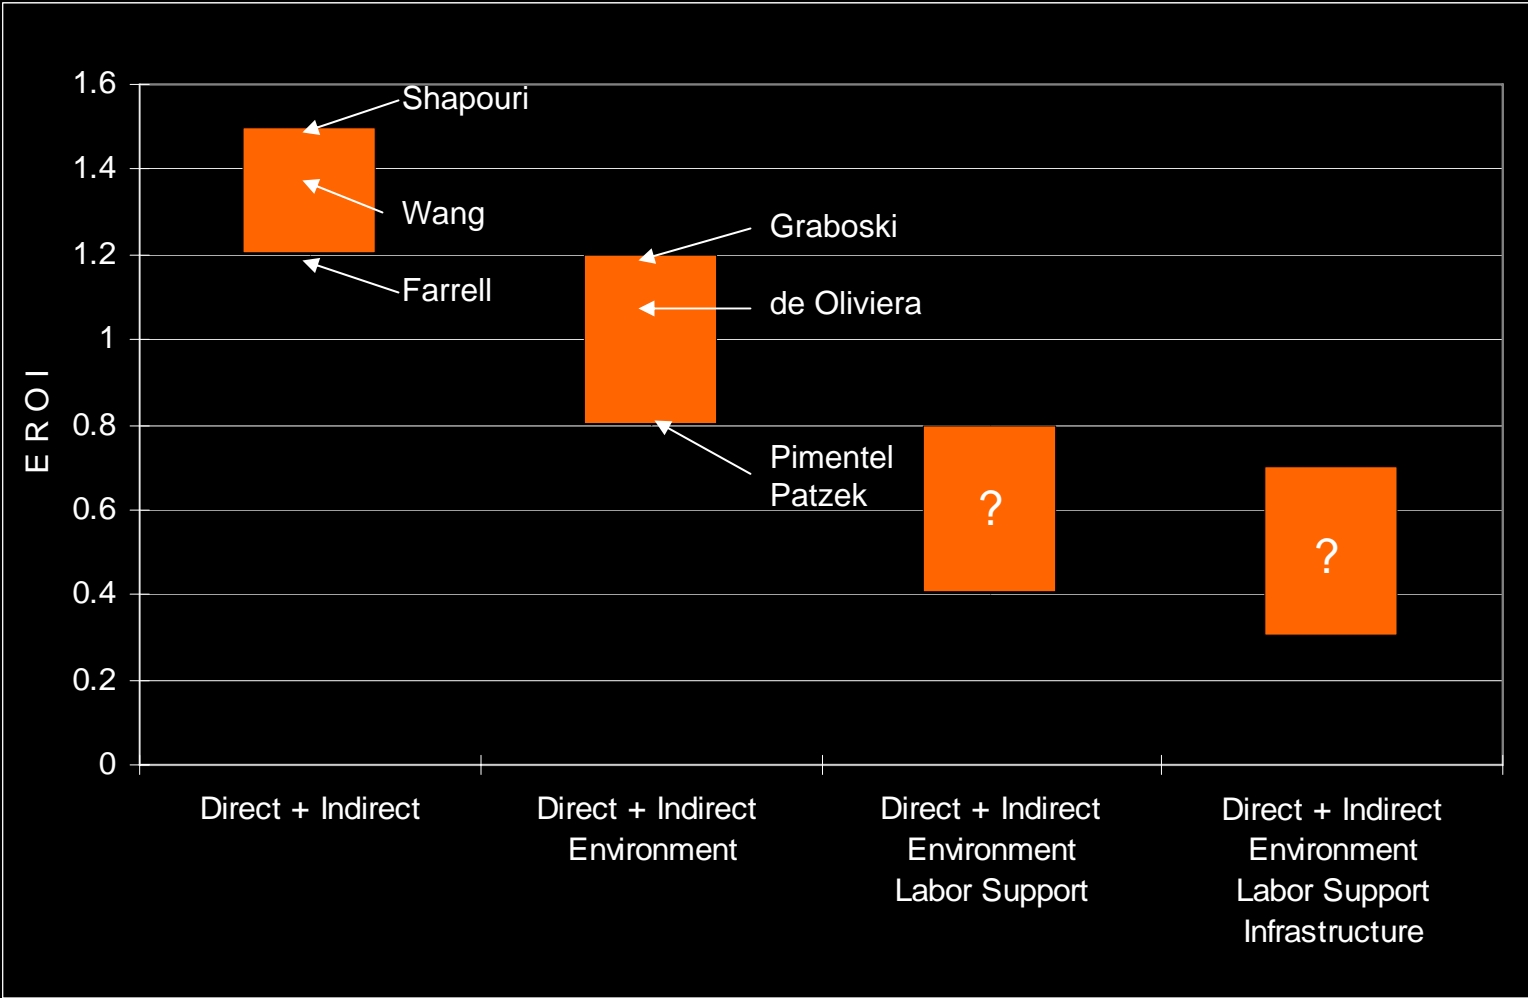 1.6
1.4
1.2
1
0.8
0.6
0.4
0.2
0
E R O I
Shapouri
Wang
Farrell
Graboski
de Oliviera
Pimentel
Patzek
?
?
Direct + Indirect
Direct + Indirect
Environment
Direct + Indirect
Environment
Labor Support
Direct + Indirect
Environment
Labor Support
Infrastructure